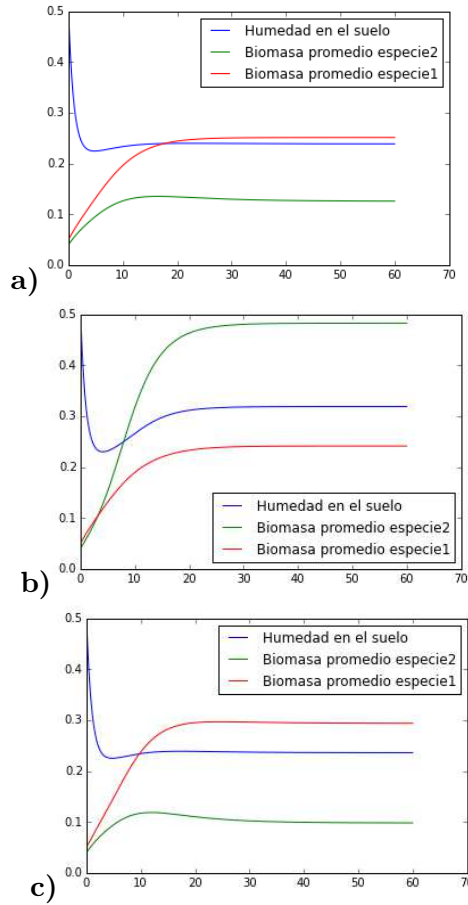 0.5
Humedad en el suelo
Biomasa promedio especie2
0.4
Biomasa promedio especie1
0.3
0.2
0.1
0.0
0 10 20 30 40 50 60 70
a)
0.5
0.4
0.3
0.2
Humedad en el suelo
0.1
Biomasa promedio especie2
Biomasa promedio especie1
0.0
0 10 20 30 40 50 60 70
b)
0.5
Humedad en el suelo
Biomasa promedio especie2
0.4
Biomasa promedio especie1
0.3
0.2
0.1
0.0
0 10 20 30 40 50 60 70
c)